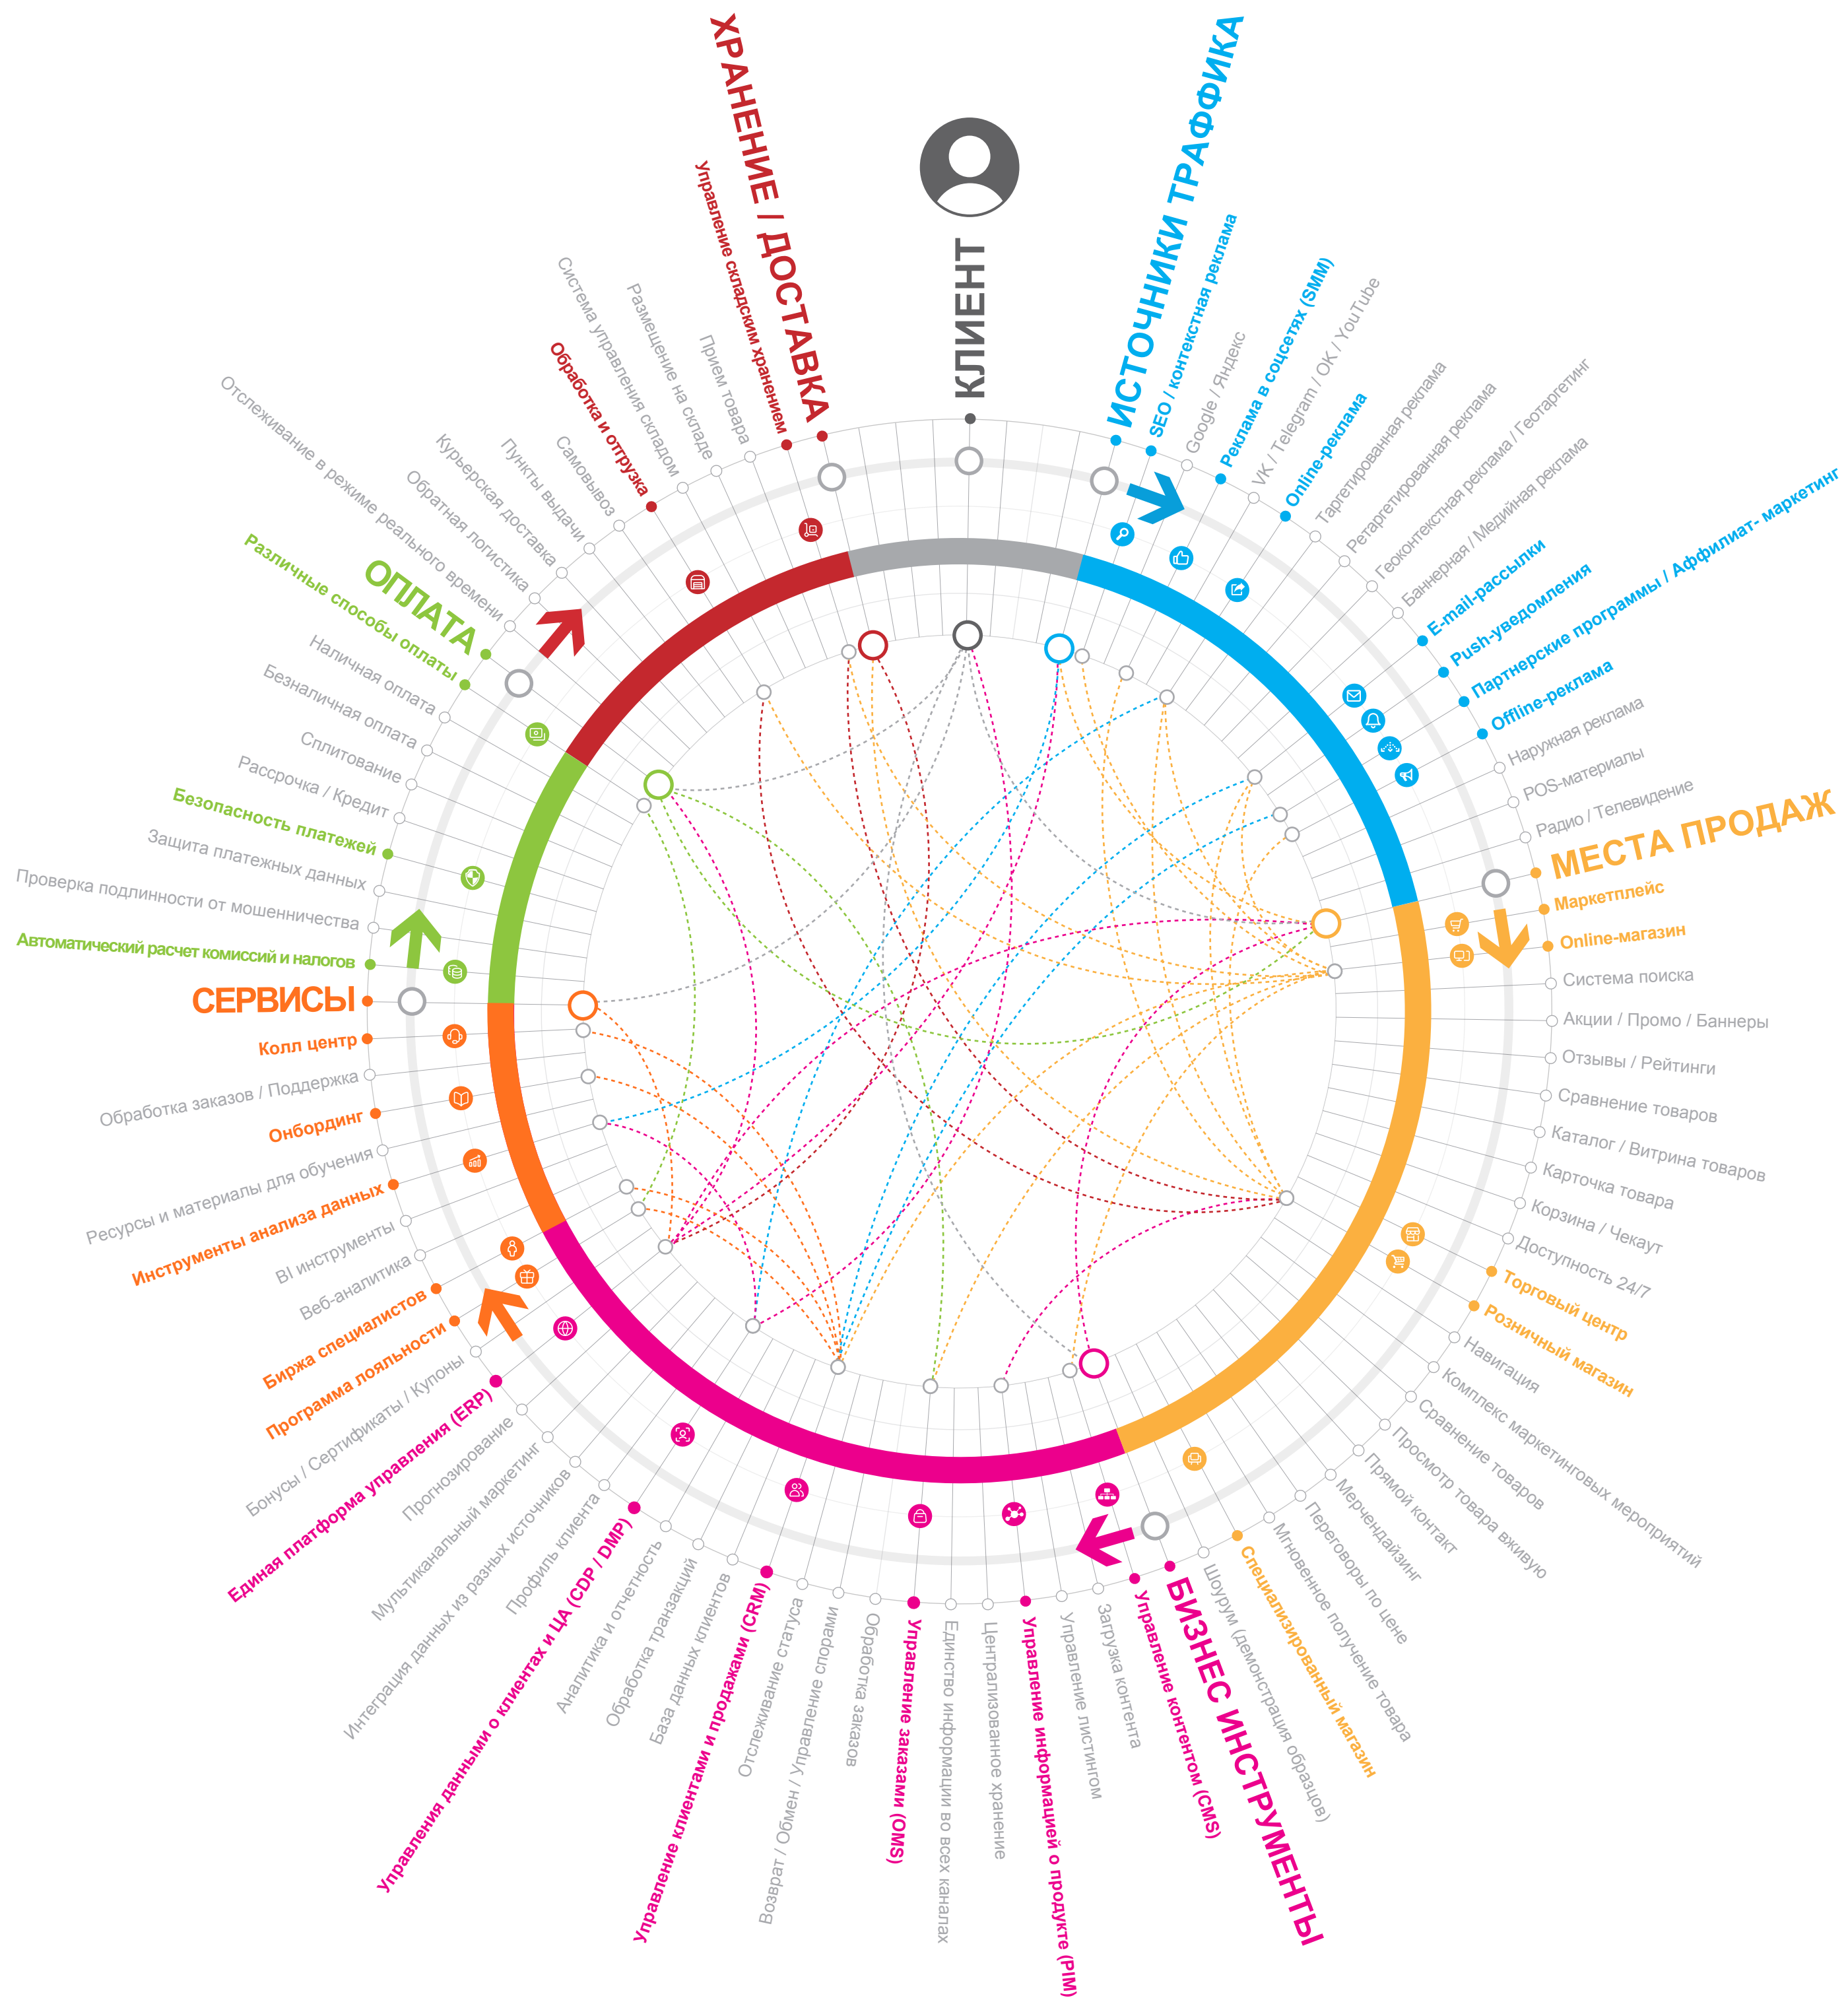 КЛИЕНТ
ИСТОЧНИКИ ТРАФФИКА
SEO / контекстная реклама
Google / Яндекс
Реклама в соцсетях (SMM)
VK / Telegram / OK / YouTube
Online-реклама
Таргетированная реклама
Ретаргетированная реклама
Геоконтекстная реклама / Геотаргетинг
Баннерная / Медийная реклама
E-mail-рассылки
Push-уведомления
Партнерские программы / Аффилиат- маркетинг
Offline-реклама
Наружная реклама
POS-материалы
Радио / Телевидение
МЕСТА ПРОДАЖ
Маркетплейс
Online-магазин
Система поиска
Акции / Промо / Баннеры
Отзывы / Рейтинги
Сравнение товаров
Каталог / Витрина товаров
Карточка товара
Корзина / Чекаут
Доступность 24/7
Торговый центр
Розничный магазин
Навигация
Комплекс маркетинговых мероприятий
Сравнение товаров
Просмотр товара вживую
Прямой контакт
Мерчендайзинг
Переговоры по цене
Мгновенное получение товара
Специализированный магазин
Шоурум (демонстрация образцов)
БИЗНЕС ИНСТРУМЕНТЫ
Управление контентом (CMS)
Загрузка контента
Управление листингом
Управление информацией о продукте (PIM)
Централизованное хранение
Единство информации во всех каналах
Управление заказами (OMS)
Обработка заказов
Возврат / Обмен / Управление спорами
Отслеживание статуса
Управление клиентами и продажами (CRM)
База данных клиентов
Обработка транзакций
Аналитика и отчетность
Управления данными о клиентах и ЦА (CDP / DMP)
Профиль клиента
Интеграция данных из разных источников
Мультиканальный маркетинг
Прогнозирование
Единая платформа управления (ERP)
Бонусы / Сертификаты / Купоны
Программа лояльности
Биржа специалистов
Веб-аналитика
BI инструменты
Инструменты анализа данных
Ресурсы и материалы для обучения
Онбординг
Обработка заказов / Поддержка
Колл центр
СЕРВИСЫ
Автоматический расчет комиссий и налогов
Проверка подлинности от мошенничества
Защита платежных данных
Безопасность платежей
Рассрочка / Кредит
Сплитование
Безналичная оплата
Наличная оплата
Различные способы оплаты
ОПЛАТА
Отслеживание в режиме реального времени
Обратная логистика
Курьерская доставка
Пункты выдачи
Самовывоз
Обработка и отгрузка
Система управления складом
Размещение на складе
Прием товара
Управление складским хранением
ХРАНЕНИЕ / ДОСТАВКА